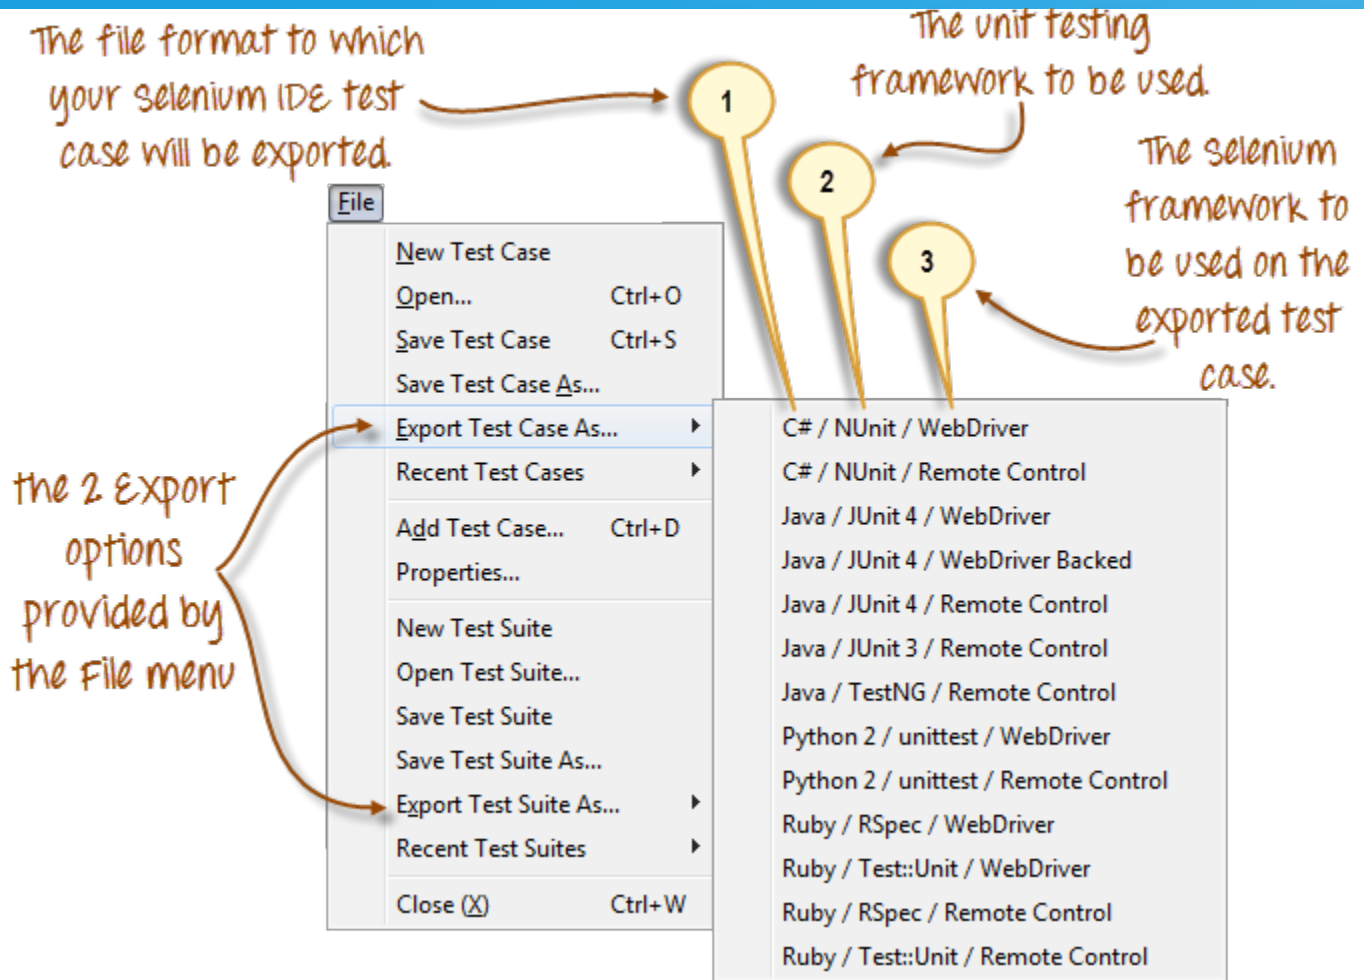 The file format to which
your Selenium IDE test
case will be exported.
The unit testing
framework to be used.
The Selenium
framework to
be used on the
exported test
case.
1
2
3
File
New Test Case
Open... Ctrl+O
Save Test Case Ctrl+S
Save Test Case As...
Export Test Case As...
Recent Test Cases
Add Test Case... Ctrl+D
Properties...
New Test Suite
Open Test Suite...
Save Test Suite
Save Test Suite As...
Export Test Suite As...
Recent Test Suites
Close (X) Ctrl+W
the 2 Export
options
provided by
the File menu
C# / NUnit / WebDriver
C# / NUnit / Remote Control
Java / JUnit 4 / WebDriver
Java / JUnit 4 / WebDriver Backed
Java / JUnit 4 / Remote Control
Java / JUnit 3 / Remote Control
Java / TestNG / Remote Control
Python 2 / unittest / WebDriver
Python 2 / unittest / Remote Control
Ruby / RSpec / WebDriver
Ruby / Test::Unit / WebDriver
Ruby / RSpec / Remote Control
Ruby / Test::Unit / Remote Control